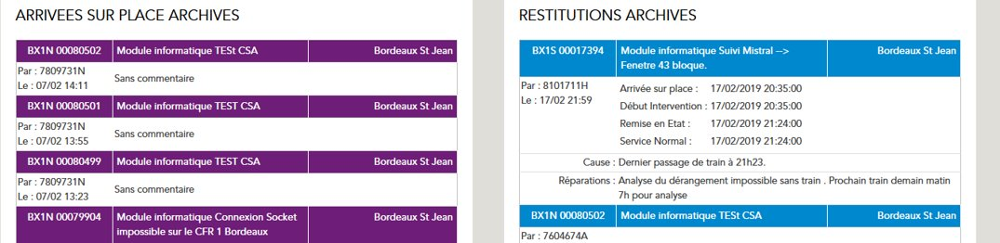 ARRIVEES SUR PLACE ARCHIVES
BX1N 00080502 Module informatique TESt CSA Bordeaux St Jean
Par : 7809731N
Le : 07/02 14:11
Sans commentaire
BX1N 00080501 Module informatique TEST CSA Bordeaux St Jean
Par : 7809731N
Le : 07/02 13:55
Sans commentaire
BX1N 00080499 Module informatique TEST CSA Bordeaux St Jean
Par : 7809731N
Le : 07/02 13:23
Sans commentaire
BX1N 00079904 Module informatique Connexion Socket Bordeaux St Jean
impossible sur le CFR 1 Bordeaux
RESTITUTIONS ARCHIVES
BX1S 00017394 Module informatique Suivi Mistral --> Bordeaux St Jean
Fenetre 43 bloque.
Par : 8101711H
Le : 17/02 21:59
Arrivée sur place : 17/02/2019 20:35:00
Début Intervention : 17/02/2019 20:35:00
Remise en Etat : 17/02/2019 21:24:00
Service Normal : 17/02/2019 21:24:00
Cause : Dernier passage de train à 21h23.
Réparations : Analyse du dérangement impossible sans train . Prochain train demain matin
7h pour analyse
BX1N 00080502 Module informatique TESt CSA Bordeaux St Jean
Par : 7604674A